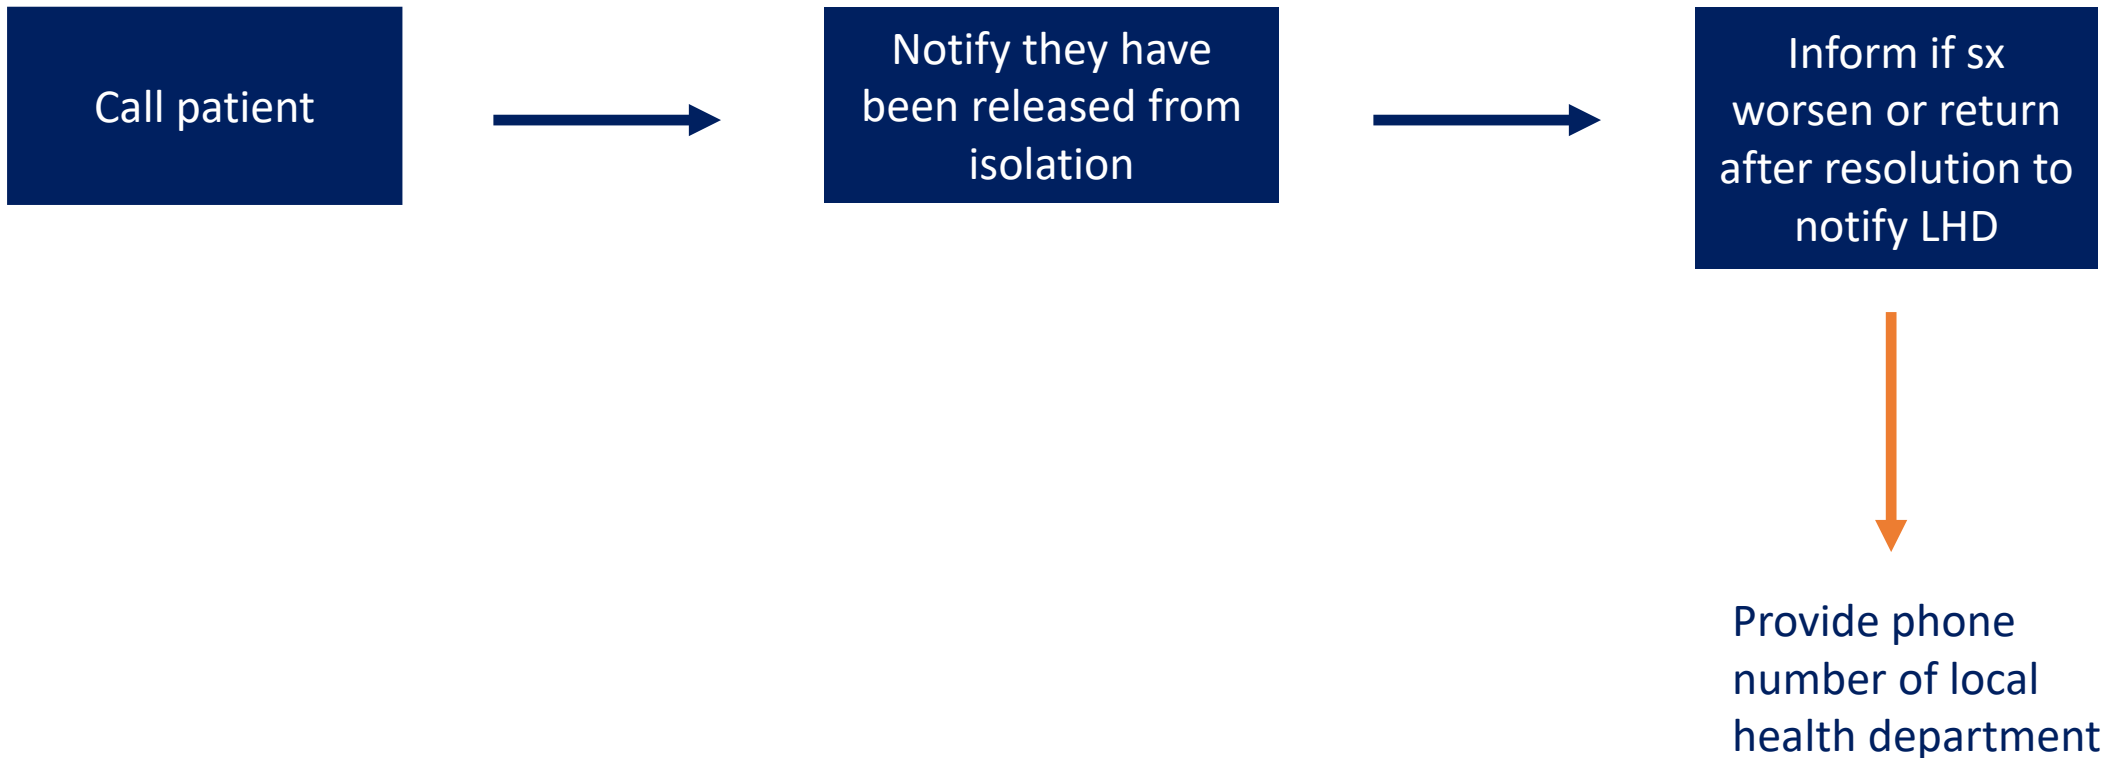 Call patient
Notify they have
been released from
isolation
Inform if sx
worsen or return
after resolution to
notify LHD
Provide phone
number of local
health department